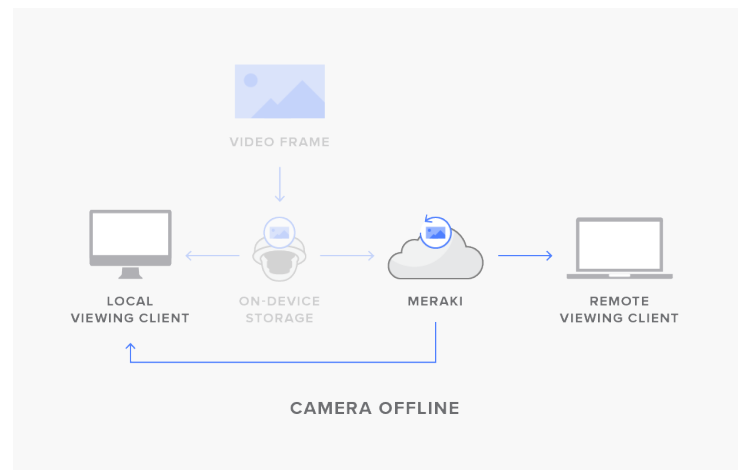 VIDEO FRAME
LOCAL
VIEWING CLIENT
ON-DEVICE
STORAGE
MERAKI
REMOTE
VIEWING CLIENT
CAMERA OFFLINE